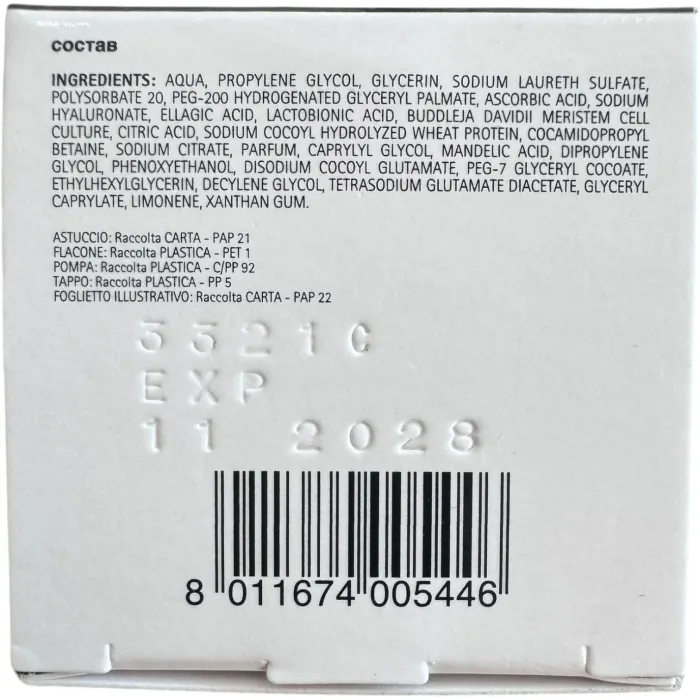 состав
INGREDIENTS: AQUA, PROPYLENE GLYCOL, GLYCERIN, SODIUM LAURETH SULFATE,
POLYSORBATE 20, PEG-200 HYDROGENATED GLYCERYL PALMATE, ASCORBIC ACID, SODIUM
HYALURONATE, ELLAGIC ACID, LACTOBIONIC ACID, BUDDLEJA DAVIDII MERISTEM CELL
CULTURE, CITRIC ACID, SODIUM COCOYL HYDROLYZED WHEAT PROTEIN, COCAMIDOPROPYL
BETAINE, SODIUM CITRATE, PARFUM, CAPRYLYL GLYCOL, MANDELIC ACID, DIPROPYLENE
GLYCOL, PHENOXYETHANOL, DISODIUM COCOYL GLUTAMATE, PEG-7 GLYCERYL COCOATE,
ETHYLHEXYLGLYCERIN, DECYLENE GLYCOL, TETRASODIUM GLUTAMATE DIACETATE, GLYCERYL
CAPRYLATE, LIMONENE, XANTHAN GUM.
ASTUCCIO: Raccolta CARTA - PAP 21
FLACONE: Raccolta PLASTICA - PET 1
POMPA: Raccolta PLASTICA - C/PP 92
TAPPO: Raccolta PLASTICA - PP 5
FOGLIETTO ILLUSTRATIVO: Raccolta CARTA - PAP 22
3321C
EXP
11 2028
8 011674 005446